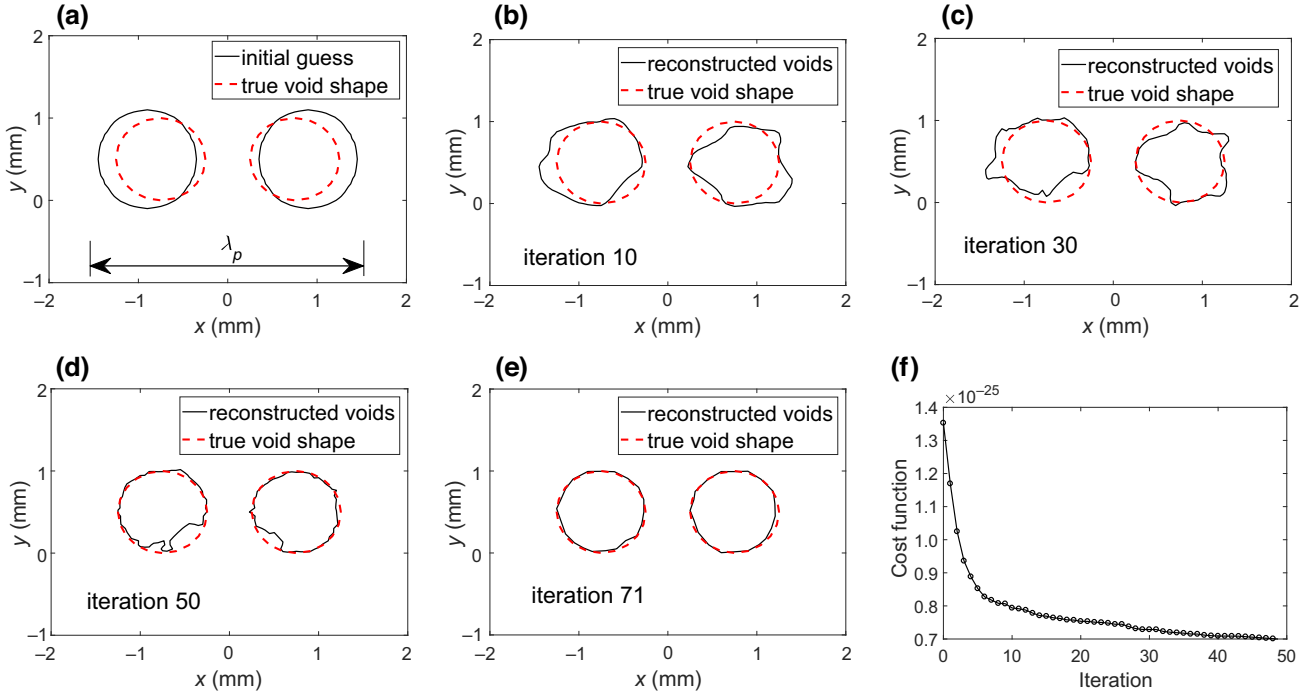 (a)
2
1
0
−1
−2
−1
0
1
2
y (mm)
x (mm)
initial guess
true void shape
λp
(b)
2
1
0
−1
−2
−1
0
1
2
y (mm)
x (mm)
reconstructed voids
true void shape
iteration 10
(c)
2
1
0
−1
−2
−1
0
1
2
y (mm)
x (mm)
reconstructed voids
true void shape
iteration 30
(d)
2
1
0
−1
−2
−1
0
1
2
y (mm)
x (mm)
reconstructed voids
true void shape
iteration 50
(e)
2
1
0
−1
−2
−1
0
1
2
y (mm)
x (mm)
reconstructed voids
true void shape
iteration 71
(f)
× 10−25
1.4
1.3
1.2
1.1
1.0
0.9
0.8
0.7
0
10
20
30
40
50
Cost function
Iteration